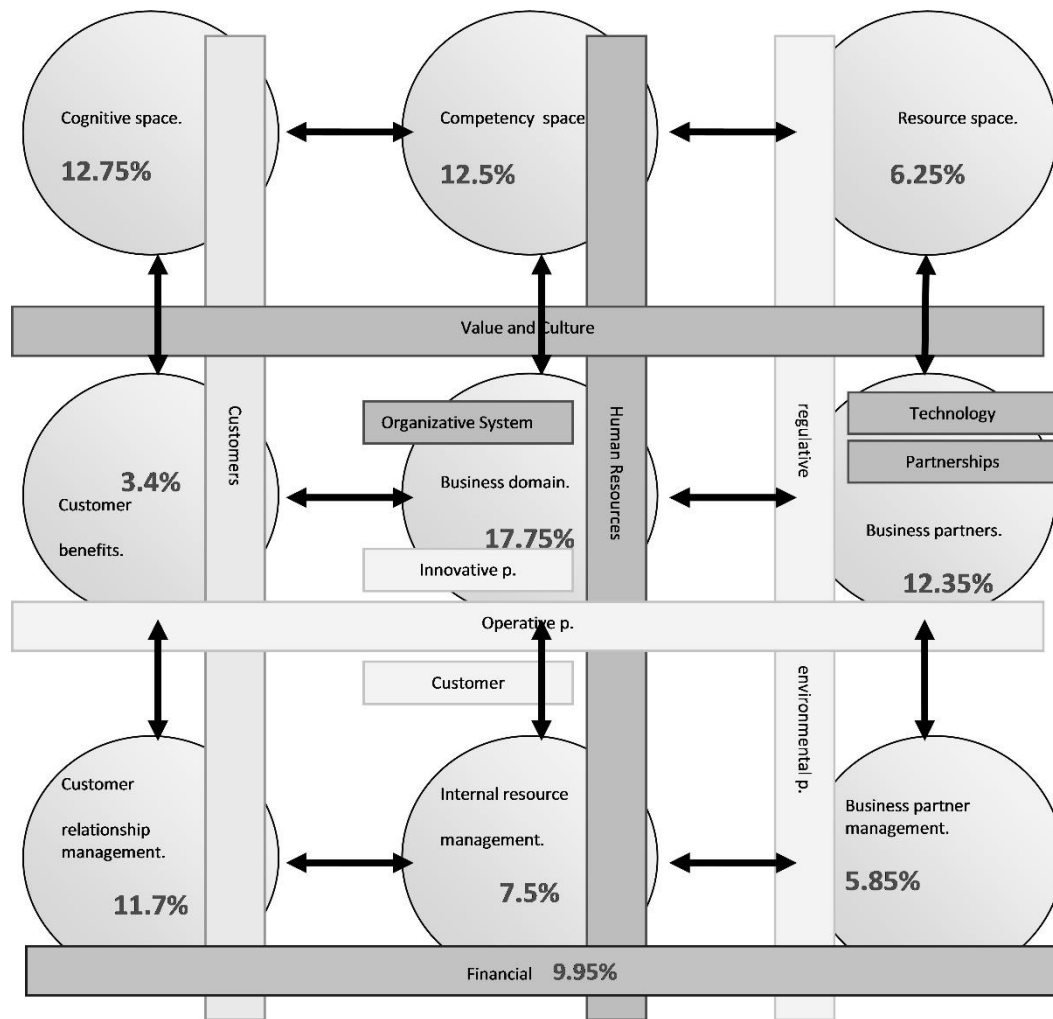 Cognitive space.
12.75%
Competency space
12.5%
Resource space.
6.25%
Value and Culture
Customers
Human Resources
regulative
environmental p.
3.4%
Customer
benefits.
Organizative System
Business domain.
17.75%
Innovative p.
Technology
Partnerships
Business partners.
12.35%
Operative p.
Customer
Customer
relationship
management.
11.7%
Internal resource
management.
7.5%
Business partner
management.
5.85%
Financial 9.95%